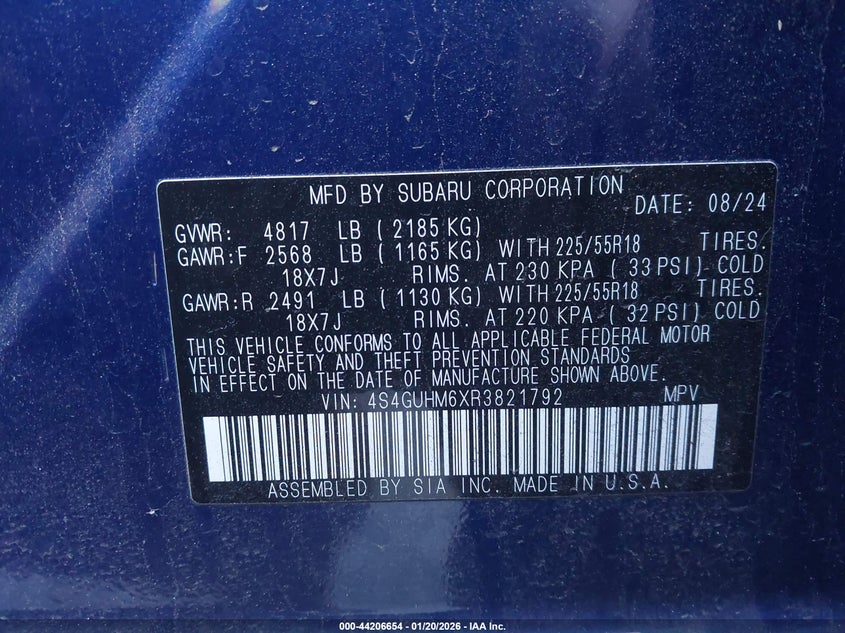 MFD BY SUBARU CORPORATION DATE: 08/24
GVWR: 4817 LB ( 2185 KG)
GAWR:F 2568 LB ( 1165 KG) WITH 225/55R18 TIRES.
18X7J RIMS. AT 230 KPA ( 33 PSI) COLD
GAWR:R 2491 LB ( 1130 KG) WITH 225/55R18 TIRES.
18X7J RIMS. AT 220 KPA ( 32 PSI) COLD
THIS VEHICLE CONFORMS TO ALL APPLICABLE FEDERAL MOTOR
VEHICLE SAFETY AND THEFT PREVENTION STANDARDS
IN EFFECT ON THE DATE OF MANUFACTURE SHOWN ABOVE.
VIN: 4S4GUHM6XR3821792 MPV
ASSEMBLED BY SIA INC. MADE IN U.S.A.
000-44206654 - 01/20/2026 - IAA Inc.